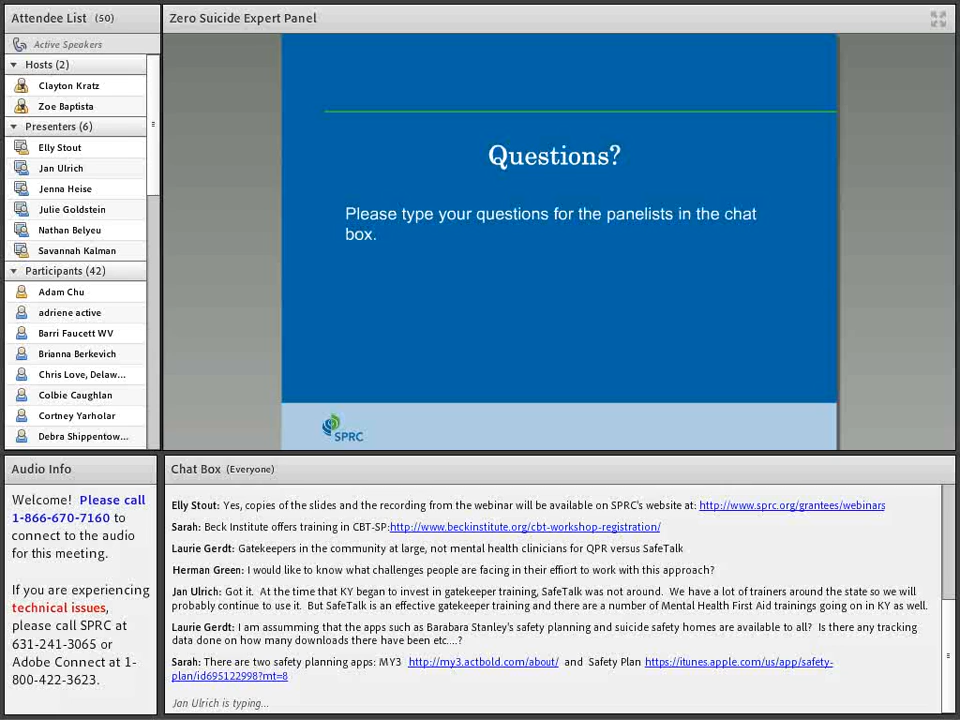 Attendee List (50)
Active Speakers
Hosts (2)
Clayton Kratz
Zoe Baptista
Presenters (6)
Elly Stout
Jan Ulrich
Jenna Heise
Julie Goldstein
Nathan Belyeu
Savannah Kalman
Participants (42)
Adam Chu
adriene active
Barri Faucett WV
Brianna Berkevich
Chris Love, Delaw...
Colbie Caughlan
Cortney Yarholar
Debra Shippentow...
Zero Suicide Expert Panel
Questions?
Please type your questions for the panelists in the chat
box.
SPRC
Audio Info
Welcome! Please call
1-866-670-7160 to
connect to the audio
for this meeting.
If you are experiencing
technical issues,
please call SPRC at
631-241-3065 or
Adobe Connect at 1-
800-422-3623.
Chat Box (Everyone)
Elly Stout: Yes, copies of the slides and the recording from the webinar will be available on SPRC's website at: http://www.sprc.org/grantees/webinars
Sarah: Beck Institute offers training in CBT-SP:http://www.beckinstitute.org/cbt-workshop-registration/
Laurie Gerdt: Gatekeepers in the community at large, not mental health clinicians for QPR versus SafeTalk
Herman Green: I would like to know what challenges people are facing in their effiort to work with this approach?
Jan Ulrich: Got it. At the time that KY began to invest in gatekeeper training, SafeTalk was not around. We have a lot of trainers around the state so we will
probably continue to use it. But SafeTalk is an effective gatekeeper training and there are a number of Mental Health First Aid trainings going on in KY as well.
Laurie Gerdt: I am assuming that the apps such as Barabara Stanley's safety planning and suicide safety homes are available to all? Is there any tracking
data done on how many downloads there have been etc....?
Sarah: There are two safety planning apps: MY3 http://my3.actbold.com/about/ and Safety Plan https://itunes.apple.com/us/app/safety-
plan/id695122998?mt=8
Jan Ulrich is typing...